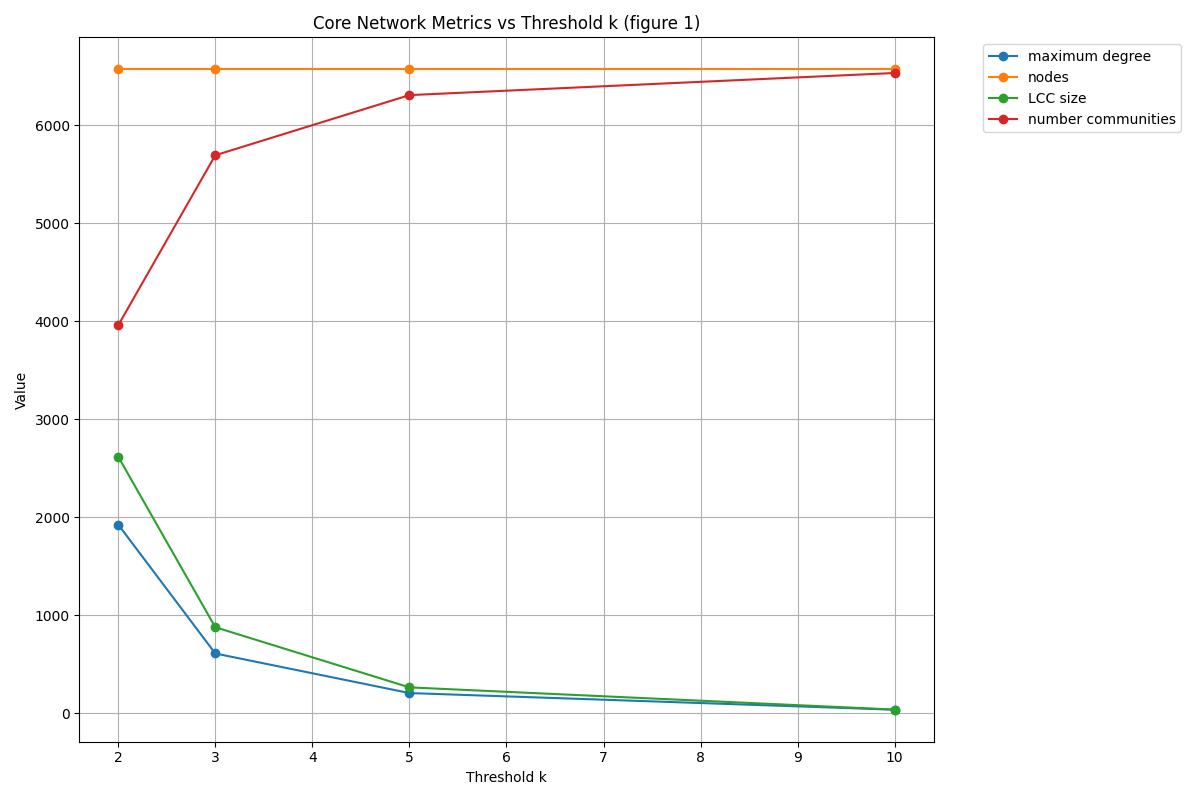 Core Network Metrics vs Threshold k (figure 1)
maximum degree
nodes
LCC size
number communities
Value
6000
5000
4000
3000
2000
1000
0
2 3 4 5 6 7 8 9 10
Threshold k